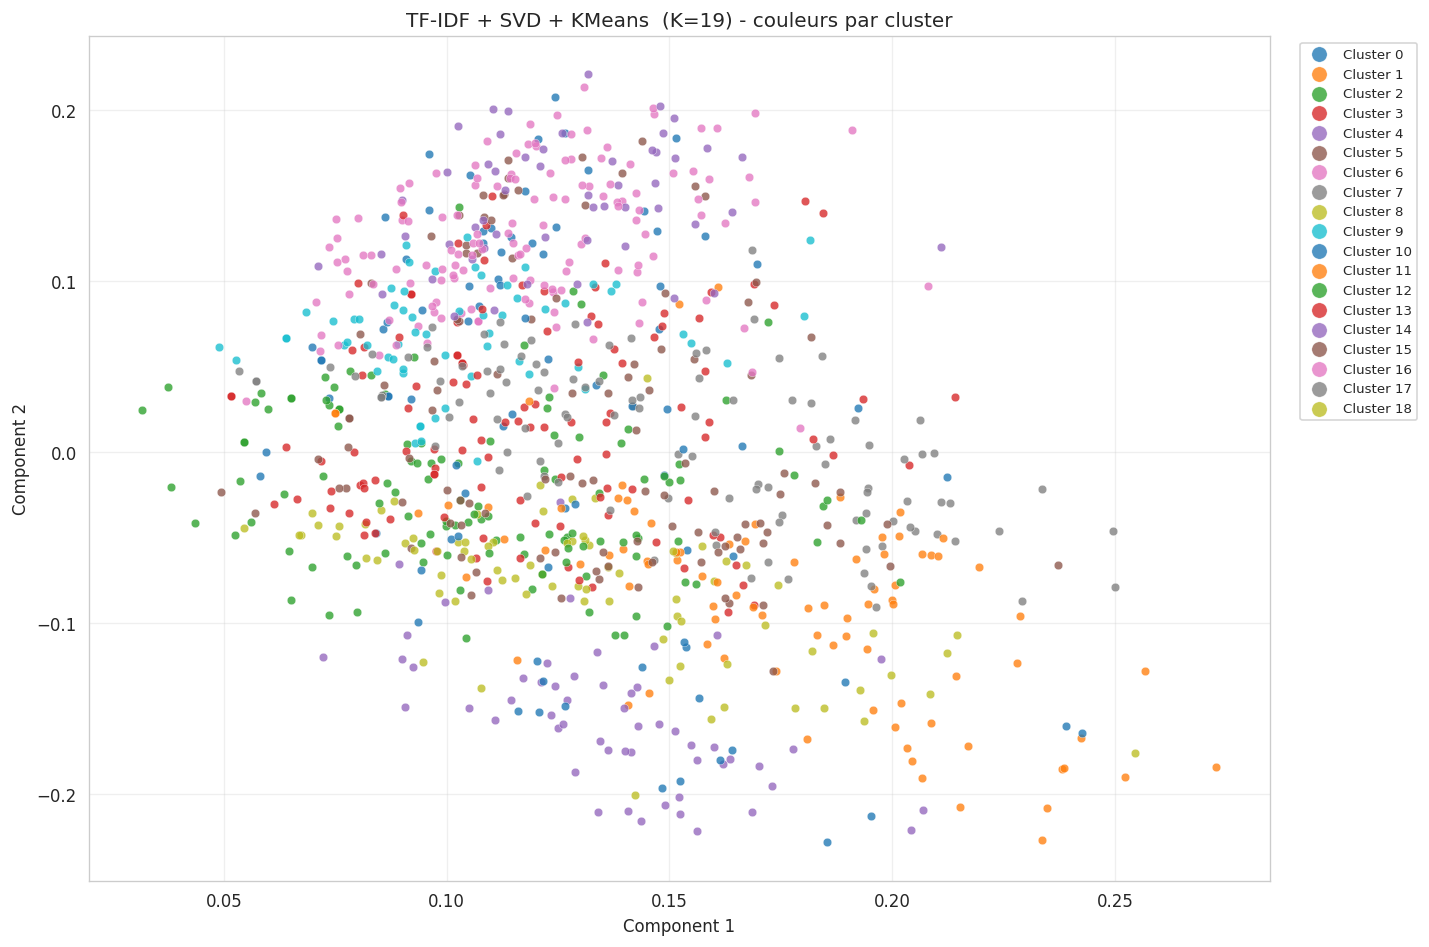 TF-IDF + SVD + KMeans  (K=19) - couleurs par cluster
Cluster 0
Cluster 1
Cluster 2
Cluster 3
Cluster 4
Cluster 5
Cluster 6
Cluster 7
Cluster 8
Cluster 9
Cluster 10
Cluster 11
Cluster 12
Cluster 13
Cluster 14
Cluster 15
Cluster 16
Cluster 17
Cluster 18
Component 2
0.2
0.1
0.0
−0.1
−0.2
0.05 0.10 0.15 0.20 0.25
Component 1